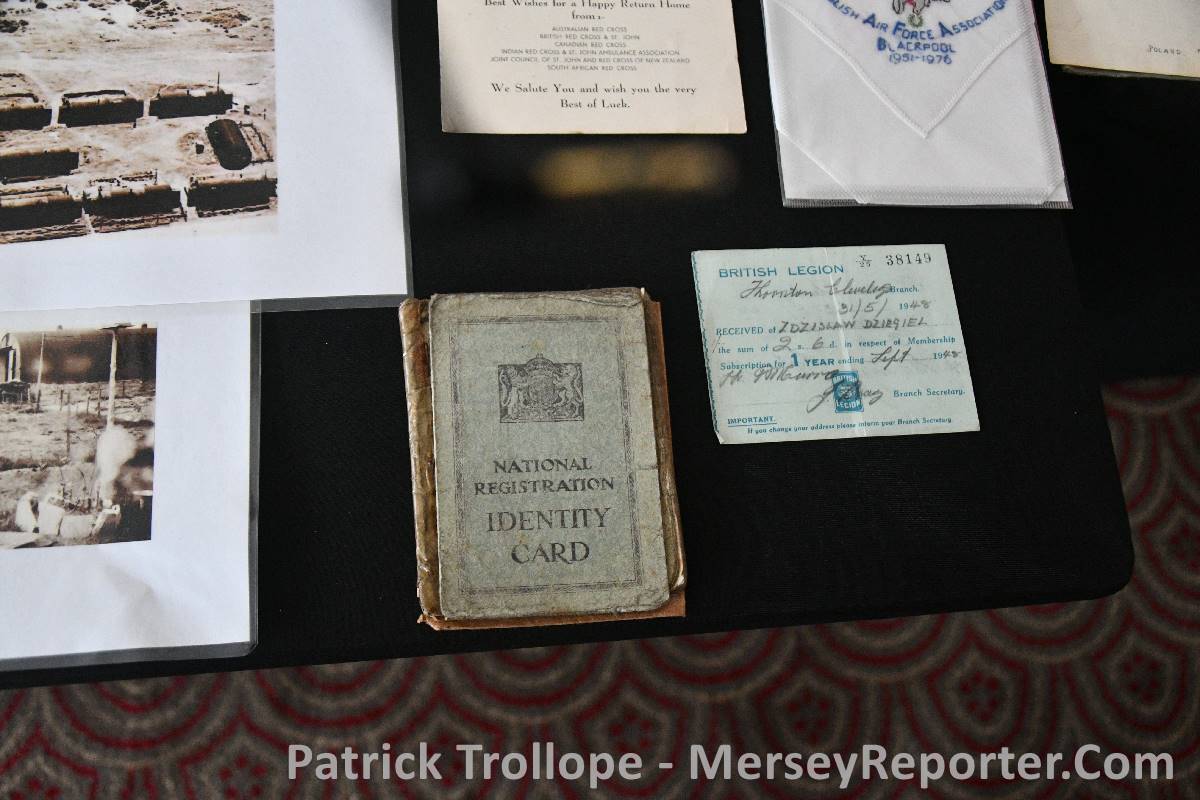 Best Wishes for a Happy Return Home
from :-
AUSTRALIAN RED CROSS
BRITISH RED CROSS & ST. JOHN
CANADIAN RED CROSS
INDIAN RED CROSS & ST. JOHN AMBULANCE ASSOCIATION
JOINT COUNCIL OF ST. JOHN AND RED CROSS OF NEW ZEALAND
SOUTH AFRICAN RED CROSS
We Salute You and wish you the very
Best of Luck.
AIR FORCE ASSOCIATION
BLACKPOOL
1951-1976
POLAND
BRITISH LEGION X/29 38149
Thornton Cleveleys Branch.
31/5/ 1948
RECEIVED of ZDZISLAW DZIEGIEL
the sum of 2 s. 6 d. in respect of Membership
Subscription for 1 YEAR ending Sept 1948
Branch Secretary.
BRITISH
LEGION
IMPORTANT.
If you change your address please inform your Branch Secretary.
NATIONAL
REGISTRATION
IDENTITY
CARD
Patrick Trollope - MerseyReporter.Com